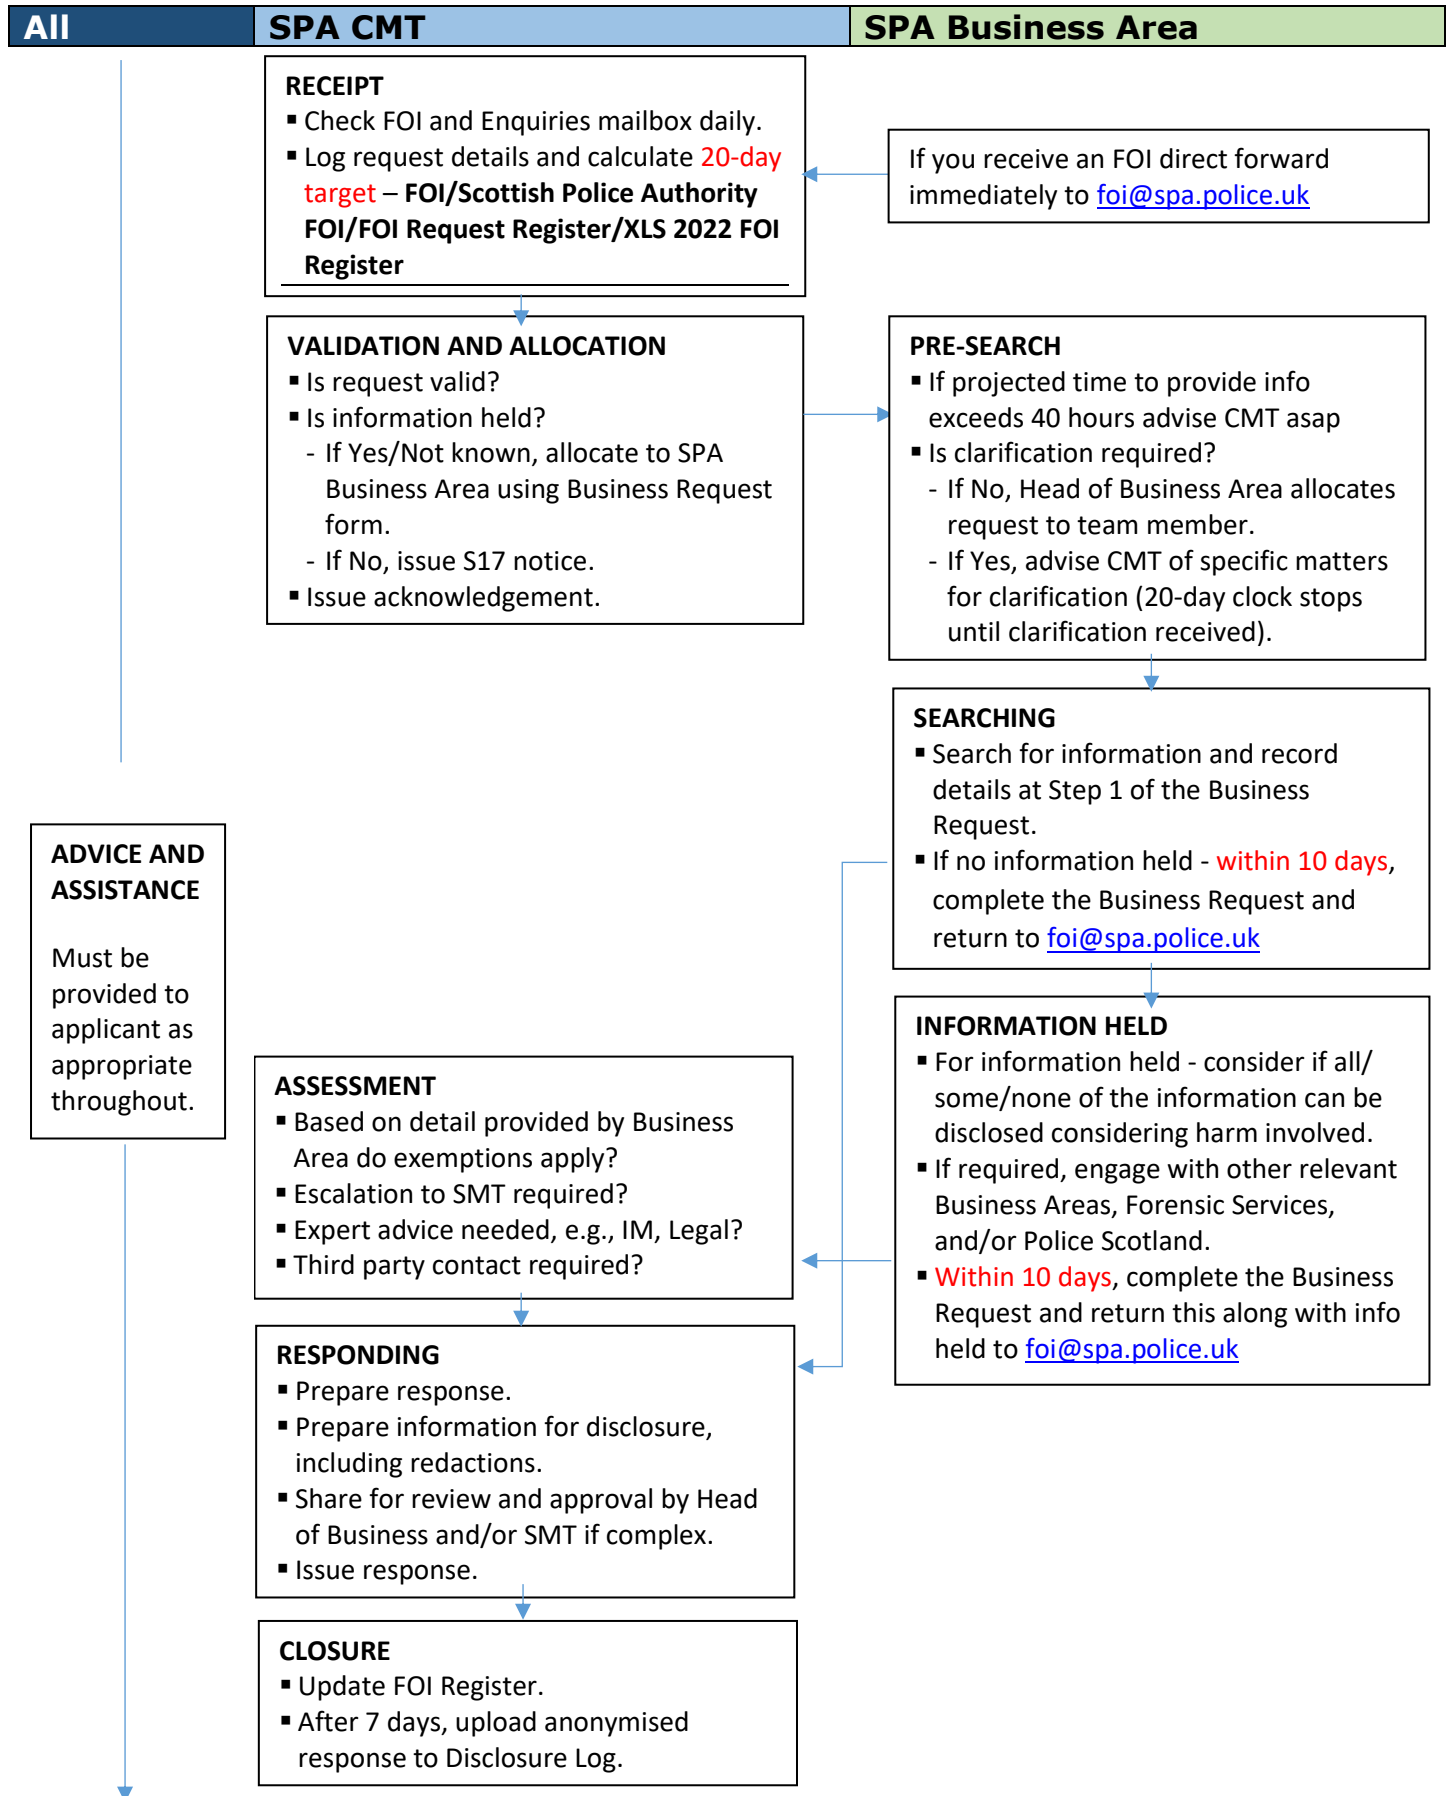 All
SPA CMT
SPA Business Area
RECEIPT
▪ Check FOI and Enquiries mailbox daily.
▪ Log request details and calculate 20-day
target – FOI/Scottish Police Authority
FOI/FOI Request Register/XLS 2022 FOI
Register
If you receive an FOI direct forward
immediately to foi@spa.police.uk
VALIDATION AND ALLOCATION
▪ Is request valid?
▪ Is information held?
- If Yes/Not known, allocate to SPA
Business Area using Business Request
form.
- If No, issue S17 notice.
▪ Issue acknowledgement.
PRE-SEARCH
▪ If projected time to provide info
exceeds 40 hours advise CMT asap
▪ Is clarification required?
- If No, Head of Business Area allocates
request to team member.
- If Yes, advise CMT of specific matters
for clarification (20-day clock stops
until clarification received).
SEARCHING
▪ Search for information and record
details at Step 1 of the Business
Request.
▪ If no information held - within 10 days,
complete the Business Request and
return to foi@spa.police.uk
ADVICE AND
ASSISTANCE
Must be
provided to
applicant as
appropriate
throughout.
INFORMATION HELD
▪ For information held - consider if all/
some/none of the information can be
disclosed considering harm involved.
▪ If required, engage with other relevant
Business Areas, Forensic Services,
and/or Police Scotland.
▪ Within 10 days, complete the Business
Request and return this along with info
held to foi@spa.police.uk
ASSESSMENT
▪ Based on detail provided by Business
Area do exemptions apply?
▪ Escalation to SMT required?
▪ Expert advice needed, e.g., IM, Legal?
▪ Third party contact required?
RESPONDING
▪ Prepare response.
▪ Prepare information for disclosure,
including redactions.
▪ Share for review and approval by Head
of Business and/or SMT if complex.
▪ Issue response.
CLOSURE
▪ Update FOI Register.
▪ After 7 days, upload anonymised
response to Disclosure Log.